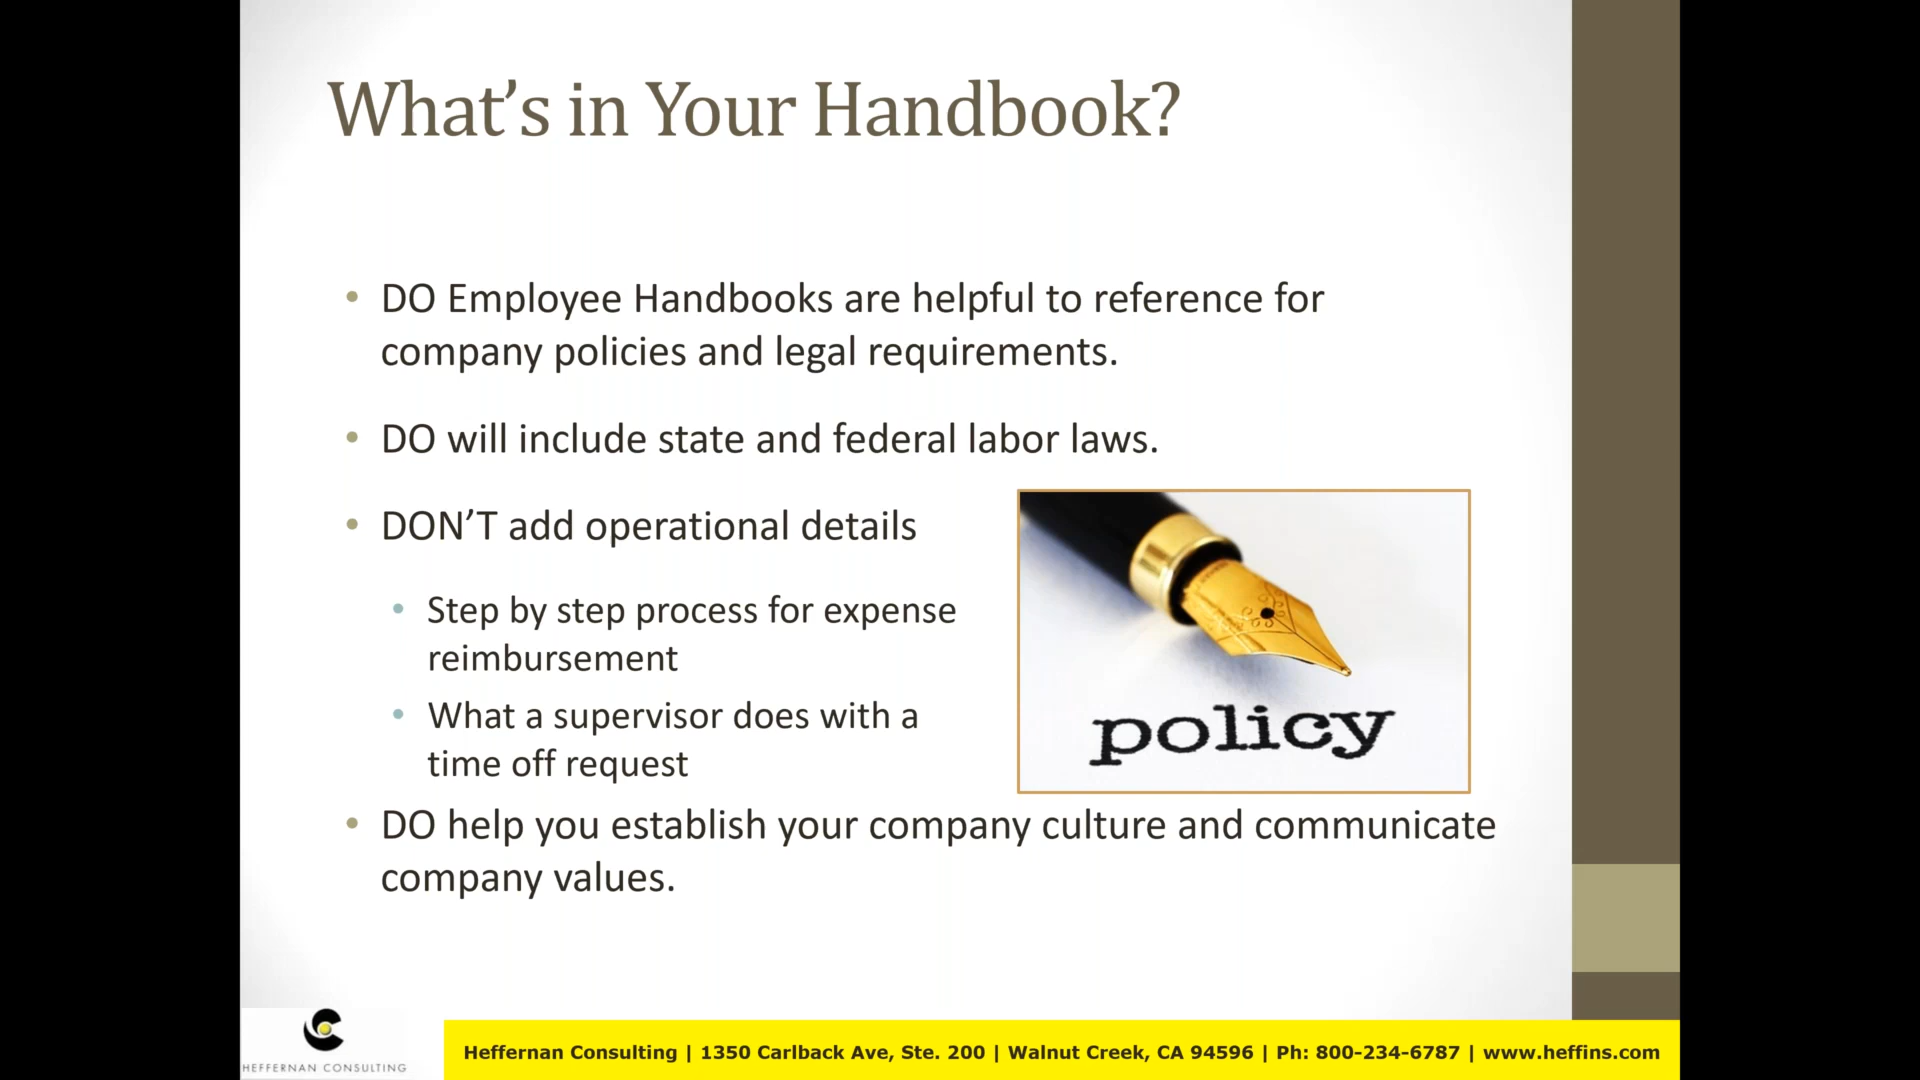 What’s in Your Handbook?
• DO Employee Handbooks are helpful to reference for
company policies and legal requirements.
• DO will include state and federal labor laws.
• DON’T add operational details
• Step by step process for expense
reimbursement
• What a supervisor does with a
time off request
policy
• DO help you establish your company culture and communicate
company values.
HEFFERNAN CONSULTING
Heffernan Consulting | 1350 Carlback Ave, Ste. 200 | Walnut Creek, CA 94596 | Ph: 800-234-6787 | www.heffins.com